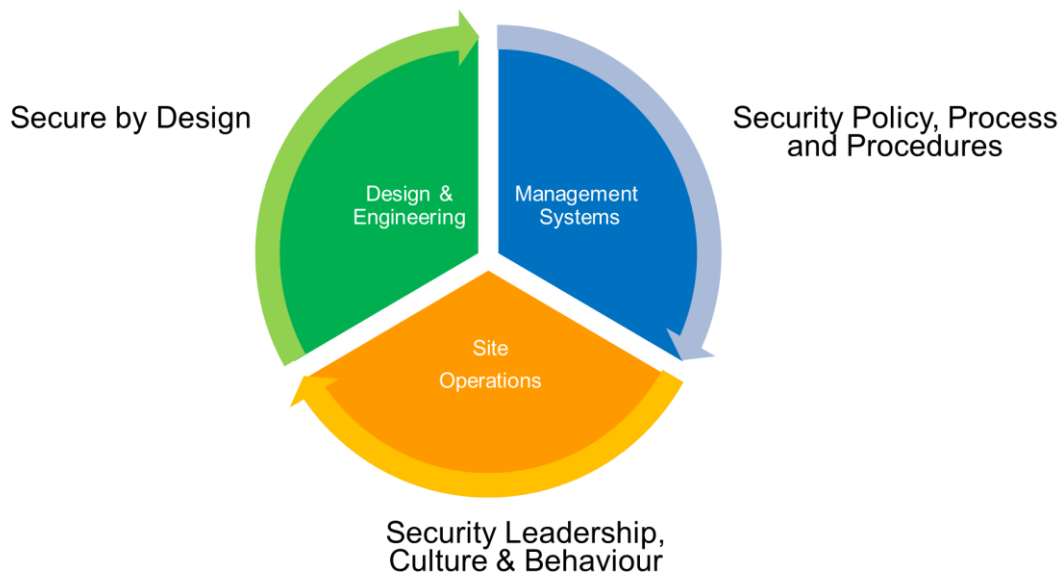 Secure by Design
Security Policy, Process
and Procedures
Design &
Engineering
Management
Systems
Site
Operations
Security Leadership,
Culture & Behaviour